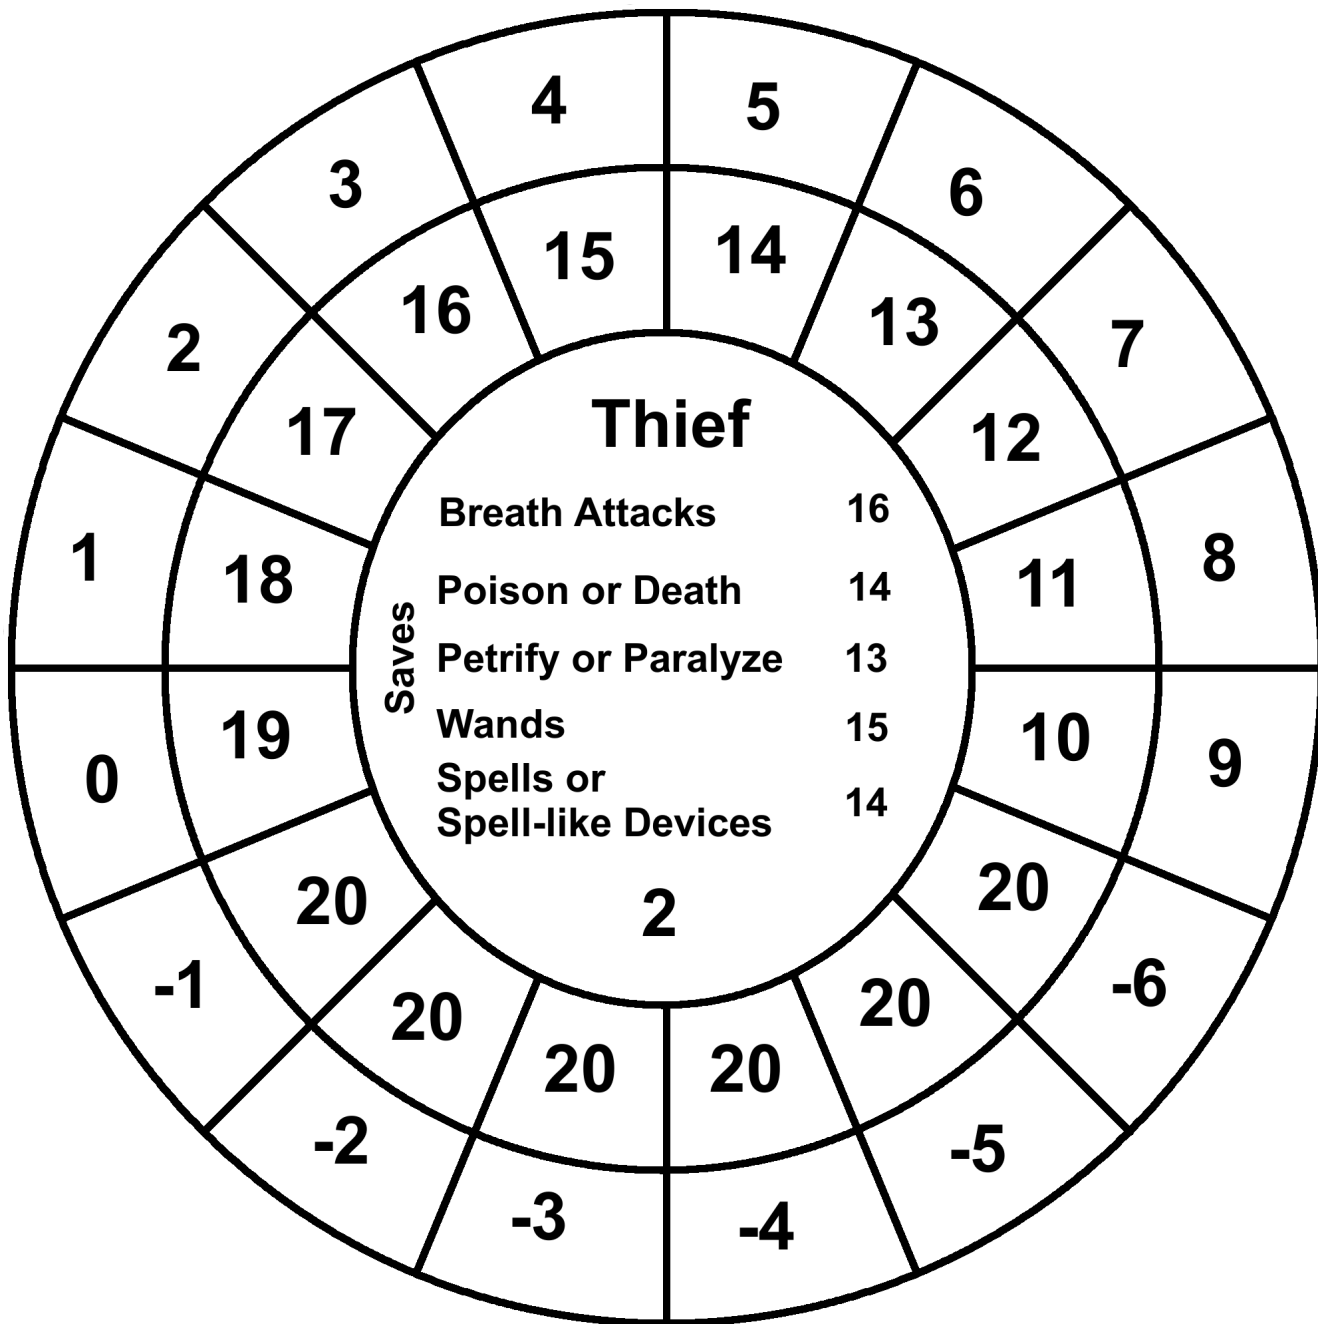 4 5
3 6
15 14
16 13
2 7
17 12
Thief
Breath Attacks 16
1 8
18 11
Poison or Death 14
Saves
Petrify or Paralyze 13
Wands 15
19 10
0 9
Spells or
Spell-like Devices 14
20 20
2
-1 -6
20 20
20 20
-2 -5
-3 -4